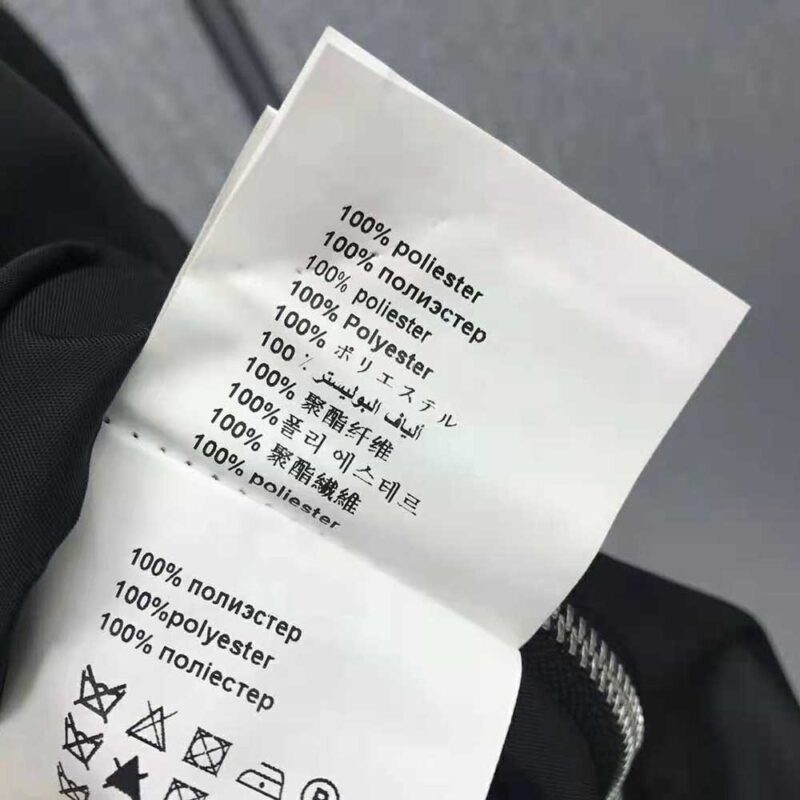 100% poliester
100% полиэстер
100% poliester
100% Polyester
100% ポリエステル
100 % ألياف البوليستر
100% 聚酯纤维
100% 폴리 에스테르
100% 聚酯纖維
100% poliester
100% полиэстер
100%polyester
100% поліестер
P